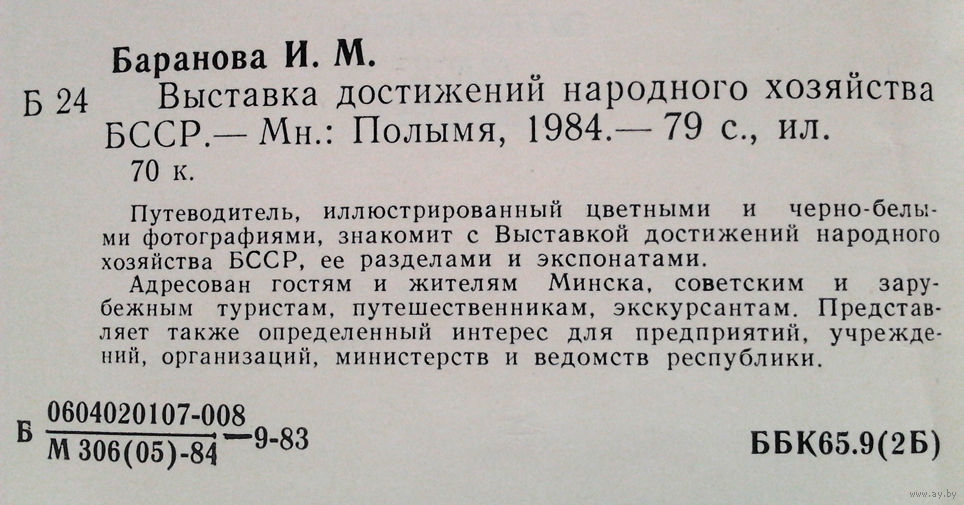 Баранова И. М.
Б 24 Выставка достижений народного хозяйства
БССР.— Мн.: Полымя, 1984.— 79 с., ил.
70 к.
Путеводитель, иллюстрированный цветными и черно-белы-
ми фотографиями, знакомит с Выставкой достижений народного
хозяйства БССР, ее разделами и экспонатами.
Адресован гостям и жителям Минска, советским и зару-
бежным туристам, путешественникам, экскурсантам. Представ-
ляет также определенный интерес для предприятий, учрежде-
ний, организаций, министерств и ведомств республики.
0604020107-008
Б —9-83
М 306(05)-84
ББК65.9(2Б)
www.ay.by